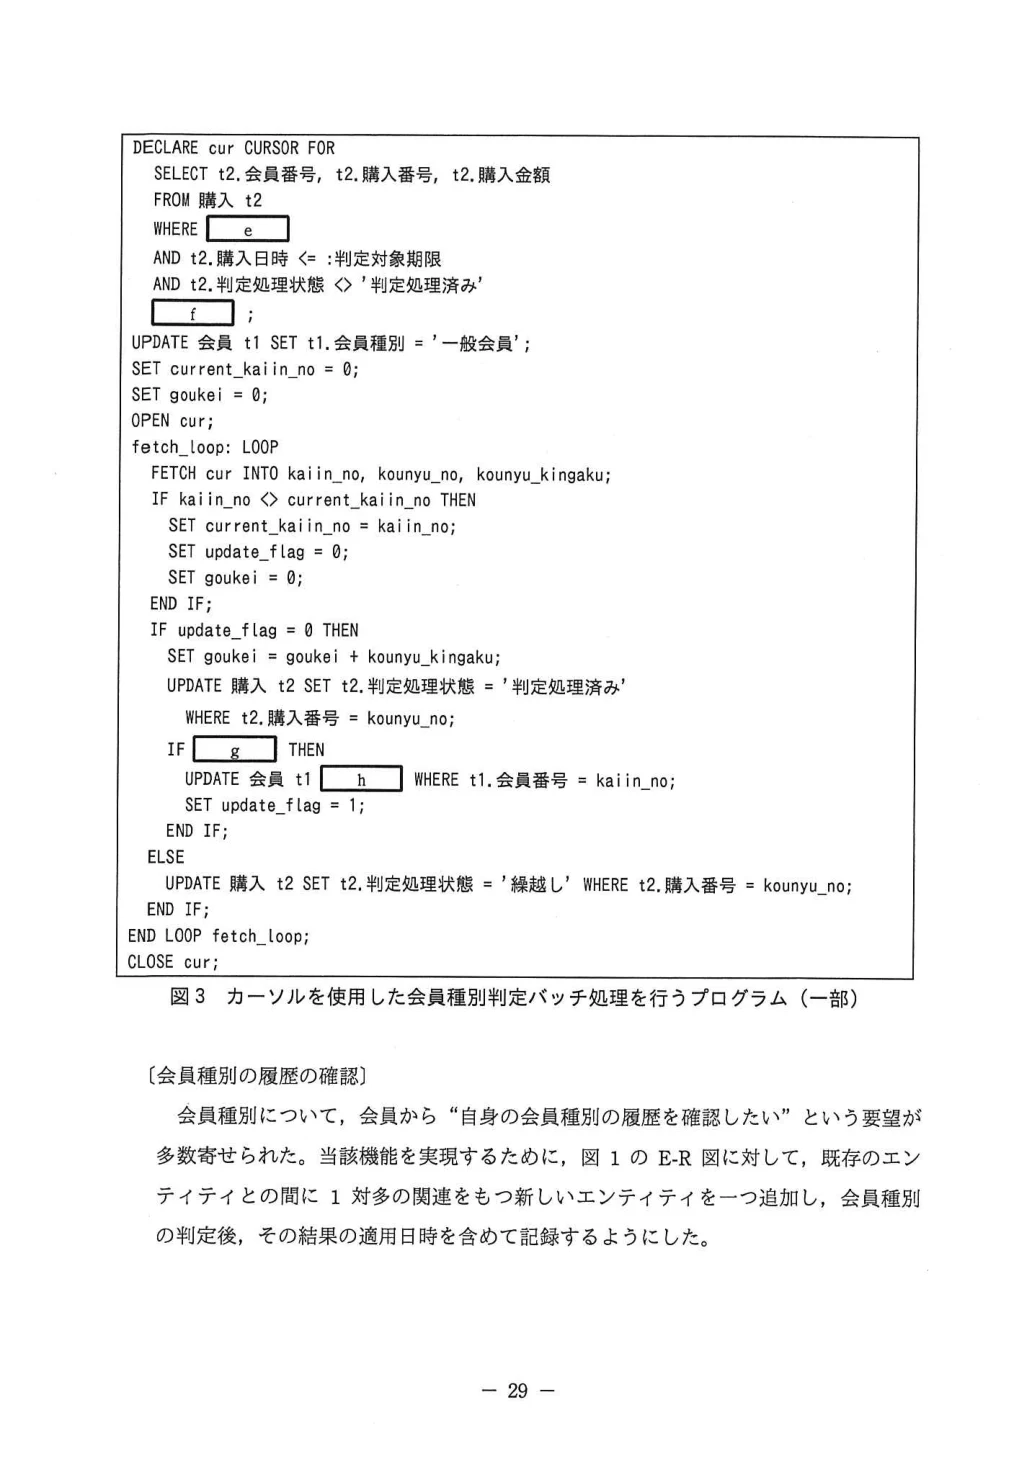 DECLARE cur CURSOR FOR
SELECT t2.会員番号, t2.購入番号, t2.購入金額
FROM 購入 t2
WHERE e
AND t2.購入日時 <= :判定対象期限
AND t2.判定処理状態 <> '判定処理済み'
f ;
UPDATE 会員 t1 SET t1.会員種別 = '一般会員';
SET current_kaiin_no = 0;
SET goukei = 0;
OPEN cur;
fetch_loop: LOOP
FETCH cur INTO kaiin_no, kounyu_no, kounyu_kingaku;
IF kaiin_no <> current_kaiin_no THEN
SET current_kaiin_no = kaiin_no;
SET update_flag = 0;
SET goukei = 0;
END IF;
IF update_flag = 0 THEN
SET goukei = goukei + kounyu_kingaku;
UPDATE 購入 t2 SET t2.判定処理状態 = '判定処理済み'
WHERE t2.購入番号 = kounyu_no;
IF g THEN
UPDATE 会員 t1 h WHERE t1.会員番号 = kaiin_no;
SET update_flag = 1;
END IF;
ELSE
UPDATE 購入 t2 SET t2.判定処理状態 = '繰越し' WHERE t2.購入番号 = kounyu_no;
END IF;
END LOOP fetch_loop;
CLOSE cur;
図3 カーソルを使用した会員種別判定バッチ処理を行うプログラム（一部）
〔会員種別の履歴の確認〕
会員種別について，会員から“自身の会員種別の履歴を確認したい”という要望が
多数寄せられた。当該機能を実現するために，図 1 の E-R 図に対して，既存のエン
ティティとの間に 1 対多の関連をもつ新しいエンティティを一つ追加し，会員種別
の判定後，その結果の適用日時を含めて記録するようにした。
－ 29 －